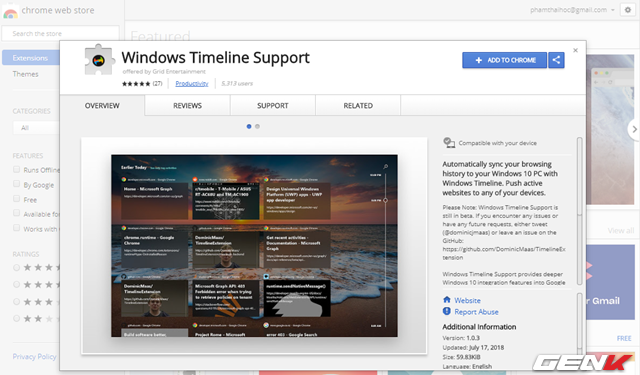 chrome web store
phamthaihoc@gmail.com
Search the store
Featured
Extensions
Themes
CATEGORIES
All
FEATURES
Runs Offline
By Google
Free
Available for
Works with
RATINGS
Privacy Policy
View all
or Gmail
FREE
Windows Timeline Support
offered by Grid Entertainment
(27)
Productivity
5,313 users
ADD TO CHROME
OVERVIEW
REVIEWS
SUPPORT
RELATED
Earlier Today
Home - Microsoft Graph
r/tmobile - T-Mobile / ASUS RT-AC68U and TM-AC1900
Design Universal Windows Platform (UWP) apps - UWP app developer
chrome.runtime - Google Chrome
DominicMaas/TimelineExtension
Get recent activities - Documentation - Microsoft Graph
DominicMaas/TimelineExtension
Microsoft Graph API: 403 Forbidden error when trying to retrieve policies on tenant
runtime.sendNativeMessage()
Build software better,
Project Rome - Microsoft
error 403 - Google Search
Compatible with your device
Automatically sync your browsing
history to your Windows 10 PC with
Windows Timeline. Push active
websites to any of your devices.
Please Note: Windows Timeline Support is
still in beta. If you encounter any issues or
have any future requests, either tweet
(@dominicjmaas) or leave an issue on the
GitHub:
https://github.com/DominicMaas/TimelineEx
tension
Windows Timeline Support provides deeper
Windows 10 integration features into Google
Website
Report Abuse
Additional Information
Version: 1.0.3
Updated: July 17, 2018
Size: 59.83KiB
Language: English
GENK